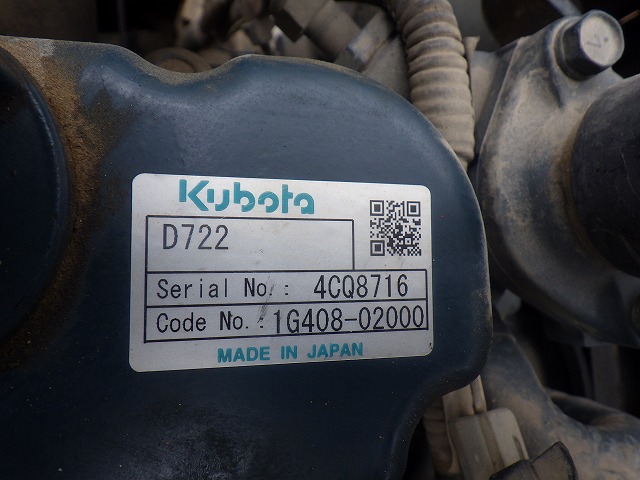 Kubota
D722
Serial No. : 4CQ8716
Code No. : 1G408-02000
MADE IN JAPAN